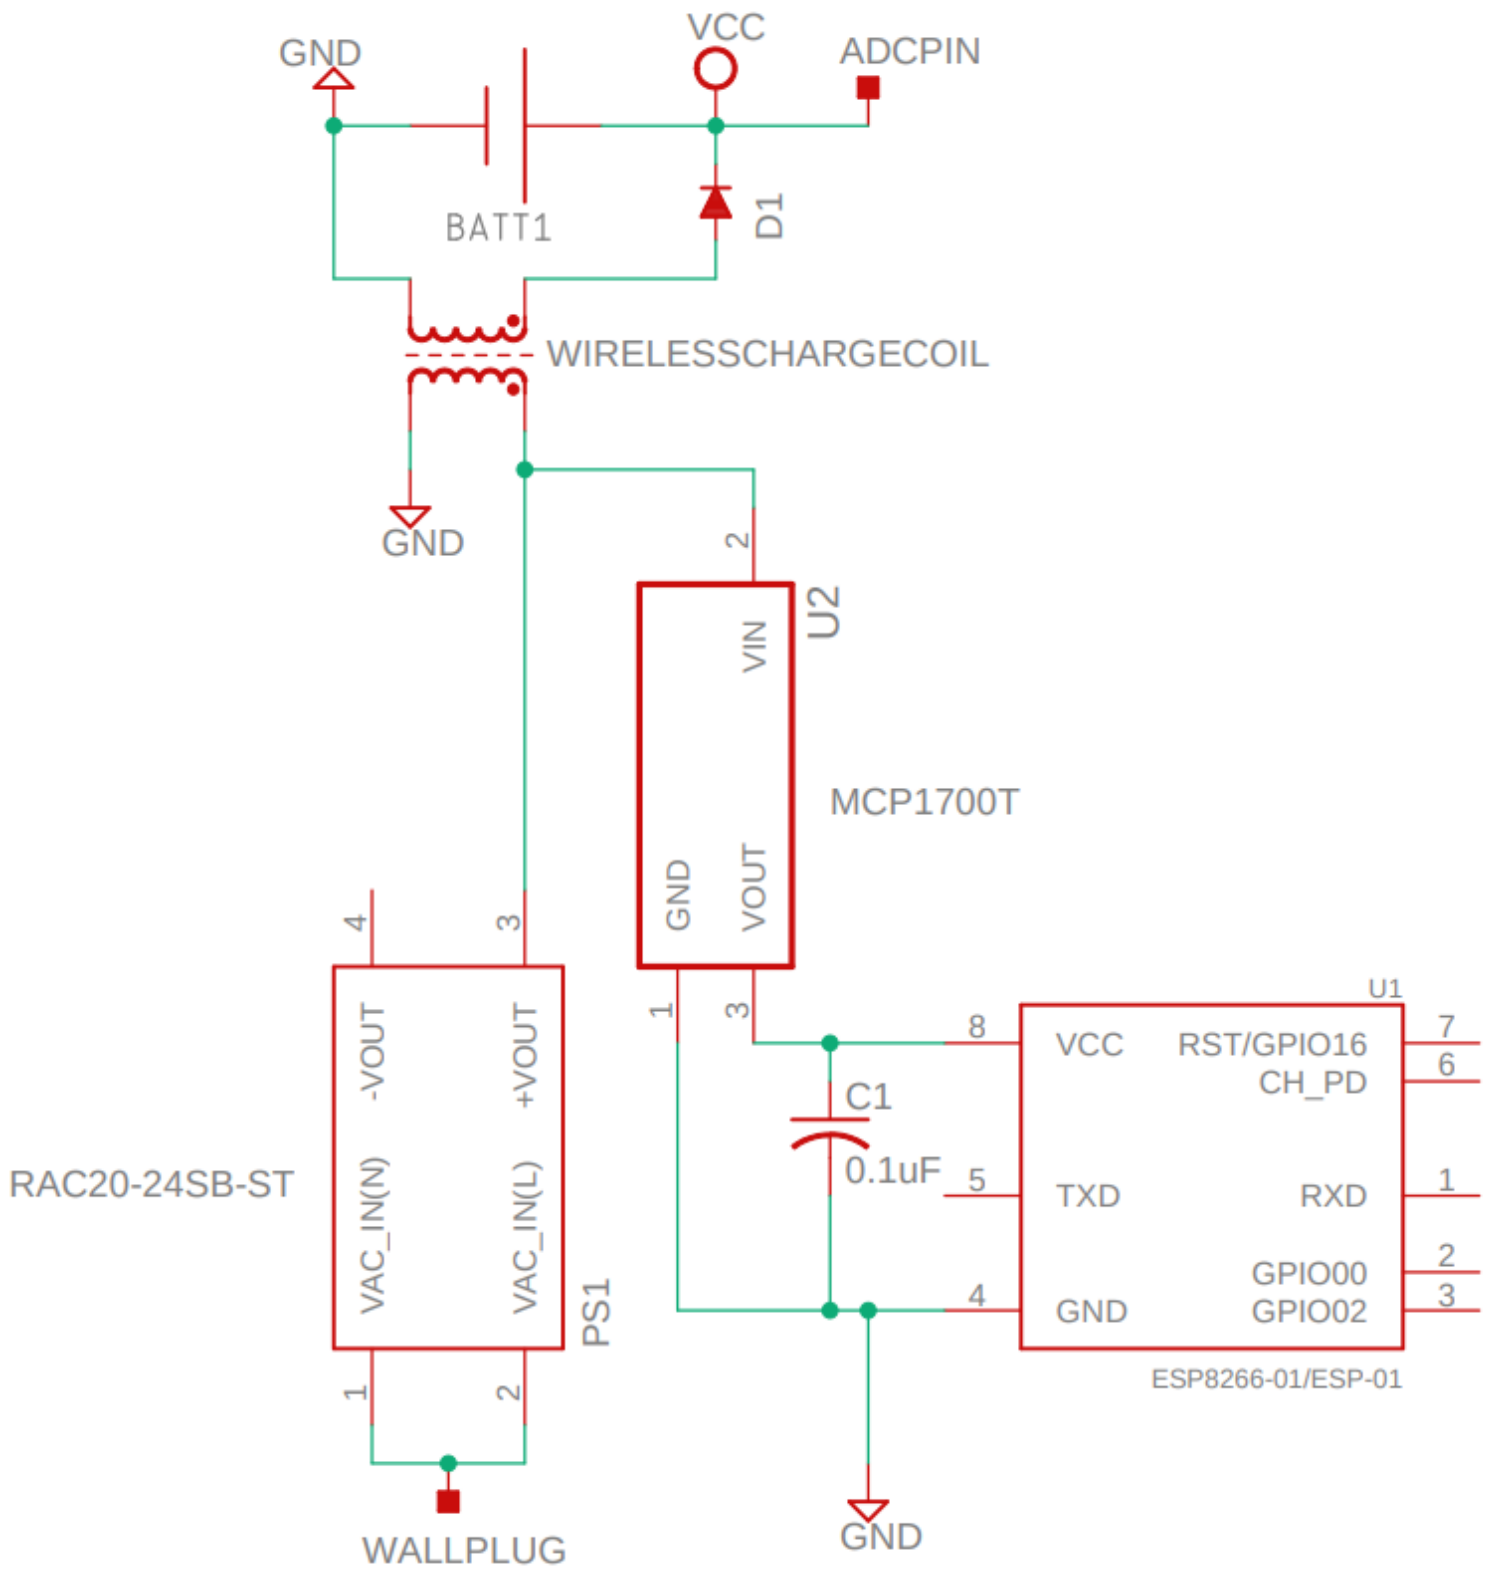 VCC
GND
ADCPIN
BATT1
D1
WIRELESSCHARGECOIL
GND
2
U2
VIN
MCP1700T
GND
VOUT
4
3
1
3
-VOUT
+VOUT
RAC20-24SB-ST
VAC_IN(N)
VAC_IN(L)
PS1
1
2
WALLPLUG
C1
0.1uF
U1
8
VCC
RST/GPIO16
7
CH_PD
6
5
TXD
RXD
1
GPIO00
2
4
GND
GPIO02
3
ESP8266-01/ESP-01
GND